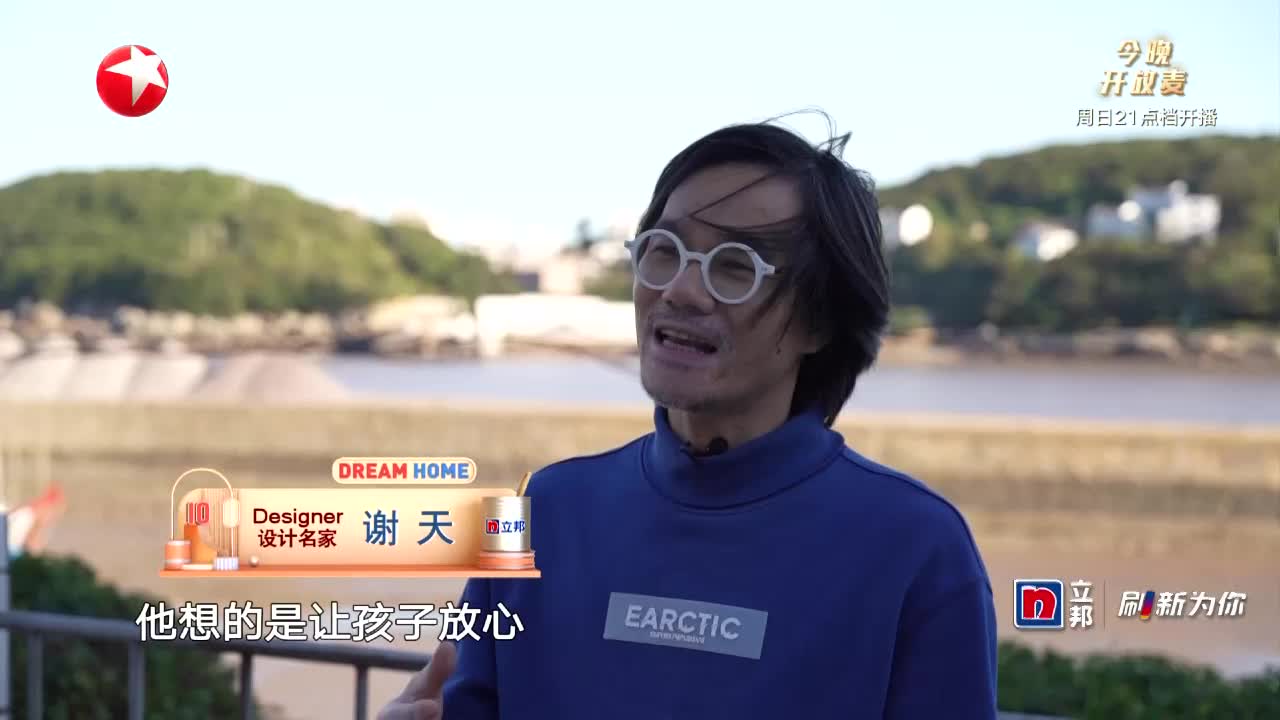 今晚
开放麦
周日21点档开播
DREAM HOME
10
Designer
设计名家
谢天
n立邦
EARCTIC
他想的是让孩子放心
n
立邦
刷新为你